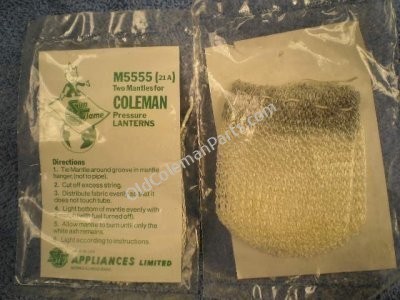 M5555 (21A)
Two Mantles for
COLEMAN
Pressure
LANTERNS
Sun
Flame
Directions
1. Tie Mantle around groove in mantle
hanger, (not to pipe).
2. Cut off excess string.
3. Distribute fabric evenly so that it
does not touch tube.
4. Light bottom of mantle evenly with
with fuel turned off).
5. Allow mantle to burn until only the
white ash remains.
6. Light according to instructions
APPLIANCES LIMITED
OldColemanParts.com